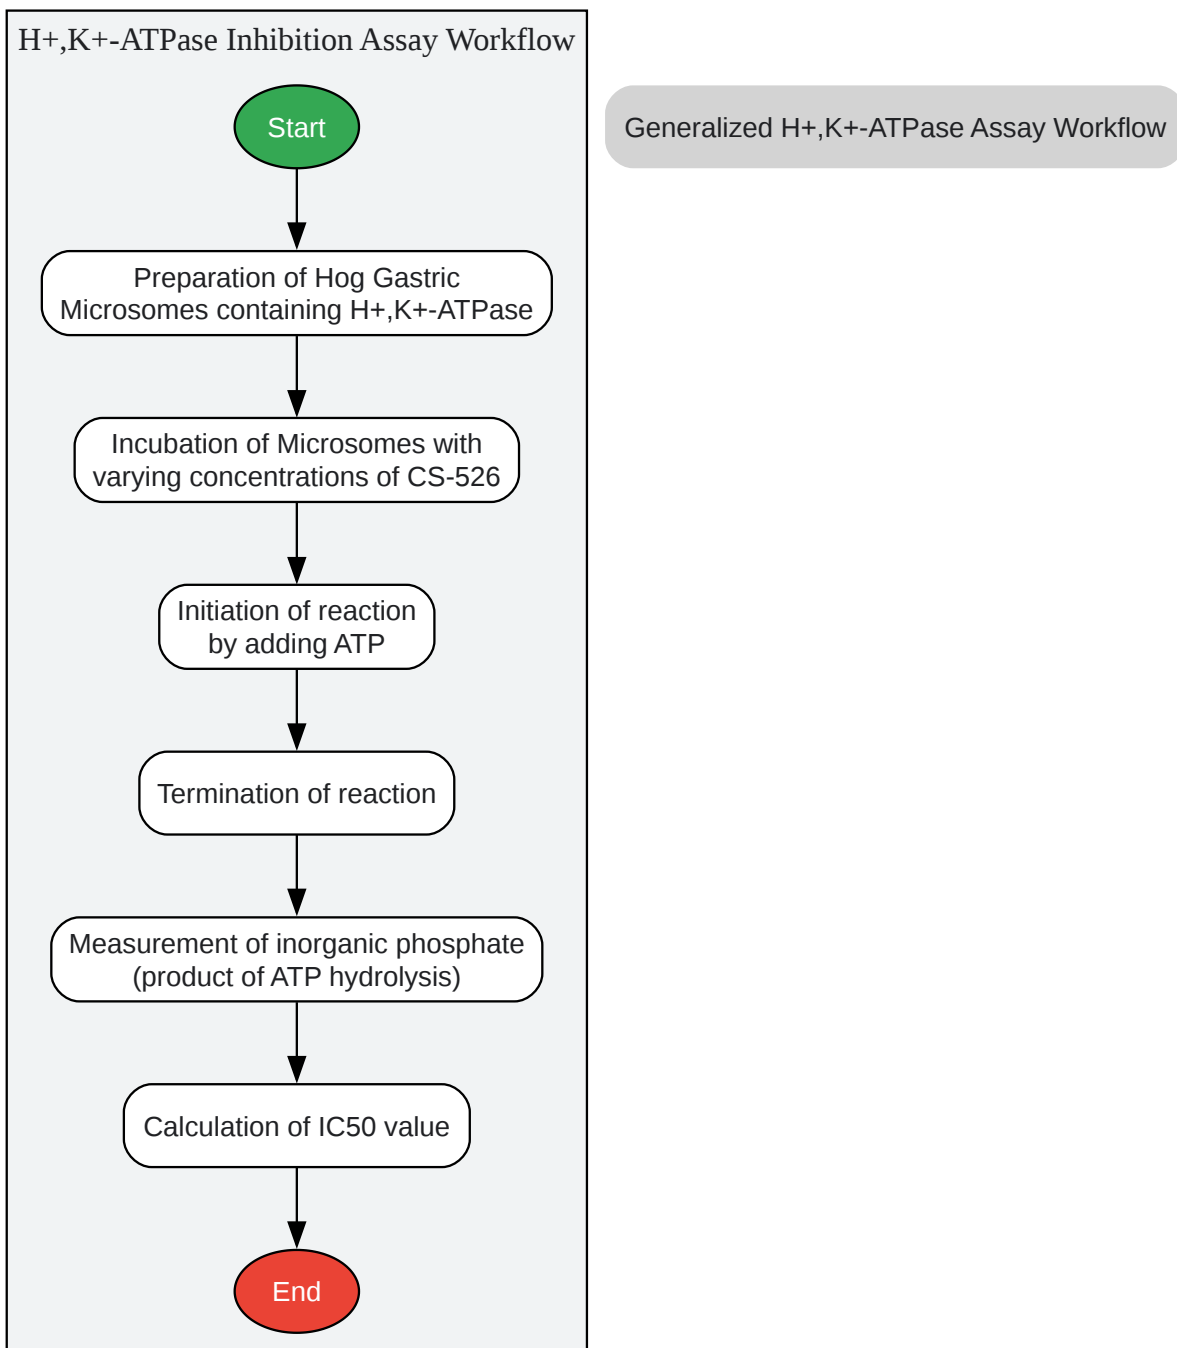 H+,K+-ATPase Inhibition Assay Workflow
Start
Generalized H+,K+-ATPase Assay Workflow
Preparation of Hog Gastric
Microsomes containing H+,K+-ATPase
Incubation of Microsomes with
varying concentrations of CS-526
Initiation of reaction
by adding ATP
Termination of reaction
Measurement of inorganic phosphate
(product of ATP hydrolysis)
Calculation of IC50 value
End